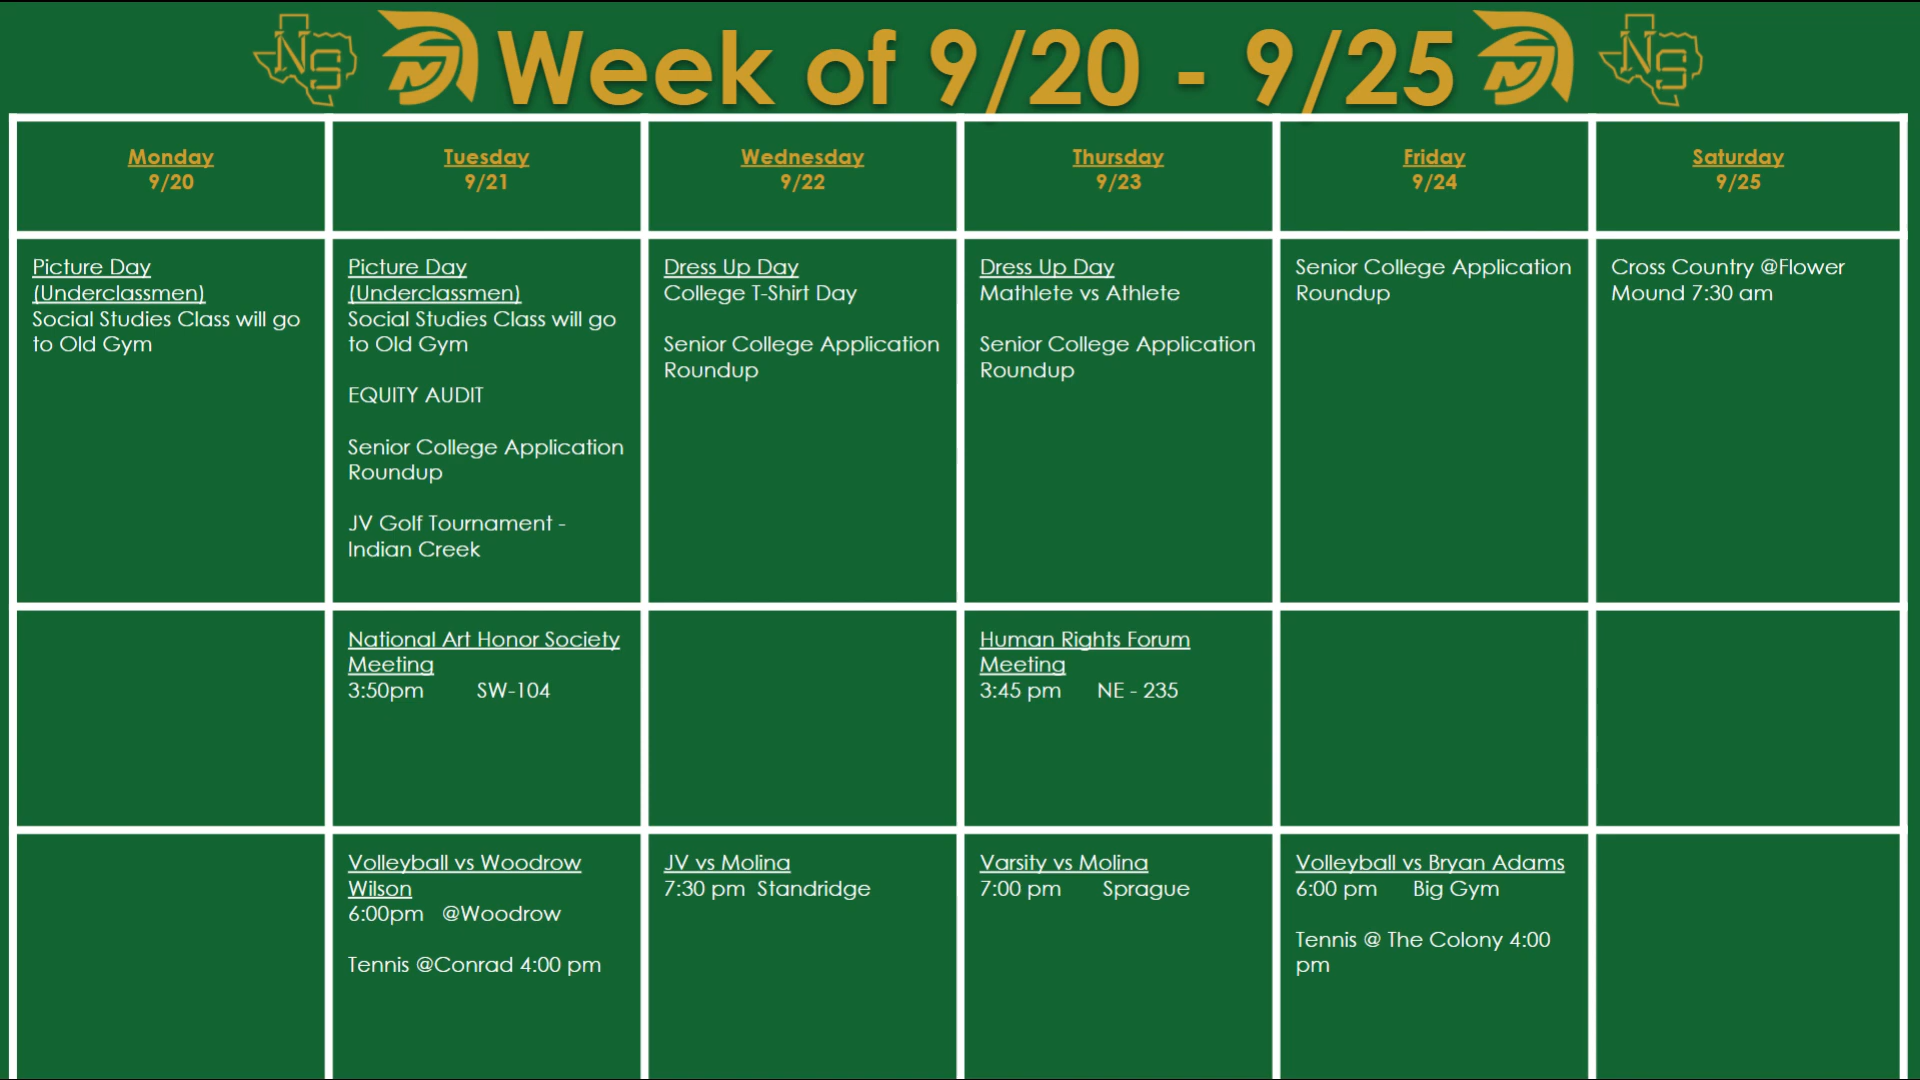 Week of 9/20 - 9/25
Monday
9/20
Tuesday
9/21
Wednesday
9/22
Thursday
9/23
Friday
9/24
Saturday
9/25
Picture Day
(Underclassmen)
Social Studies Class will go
to Old Gym
Picture Day
(Underclassmen)
Social Studies Class will go
to Old Gym
EQUITY AUDIT
Senior College Application
Roundup
JV Golf Tournament -
Indian Creek
Dress Up Day
College T-Shirt Day
Senior College Application
Roundup
Dress Up Day
Mathlete vs Athlete
Senior College Application
Roundup
Senior College Application
Roundup
Cross Country @Flower
Mound 7:30 am
National Art Honor Society
Meeting
3:50pm SW-104
Human Rights Forum
Meeting
3:45 pm NE - 235
Volleyball vs Woodrow
Wilson
6:00pm @Woodrow
Tennis @Conrad 4:00 pm
JV vs Molina
7:30 pm Standridge
Varsity vs Molina
7:00 pm Sprague
Volleyball vs Bryan Adams
6:00 pm Big Gym
Tennis @ The Colony 4:00
pm